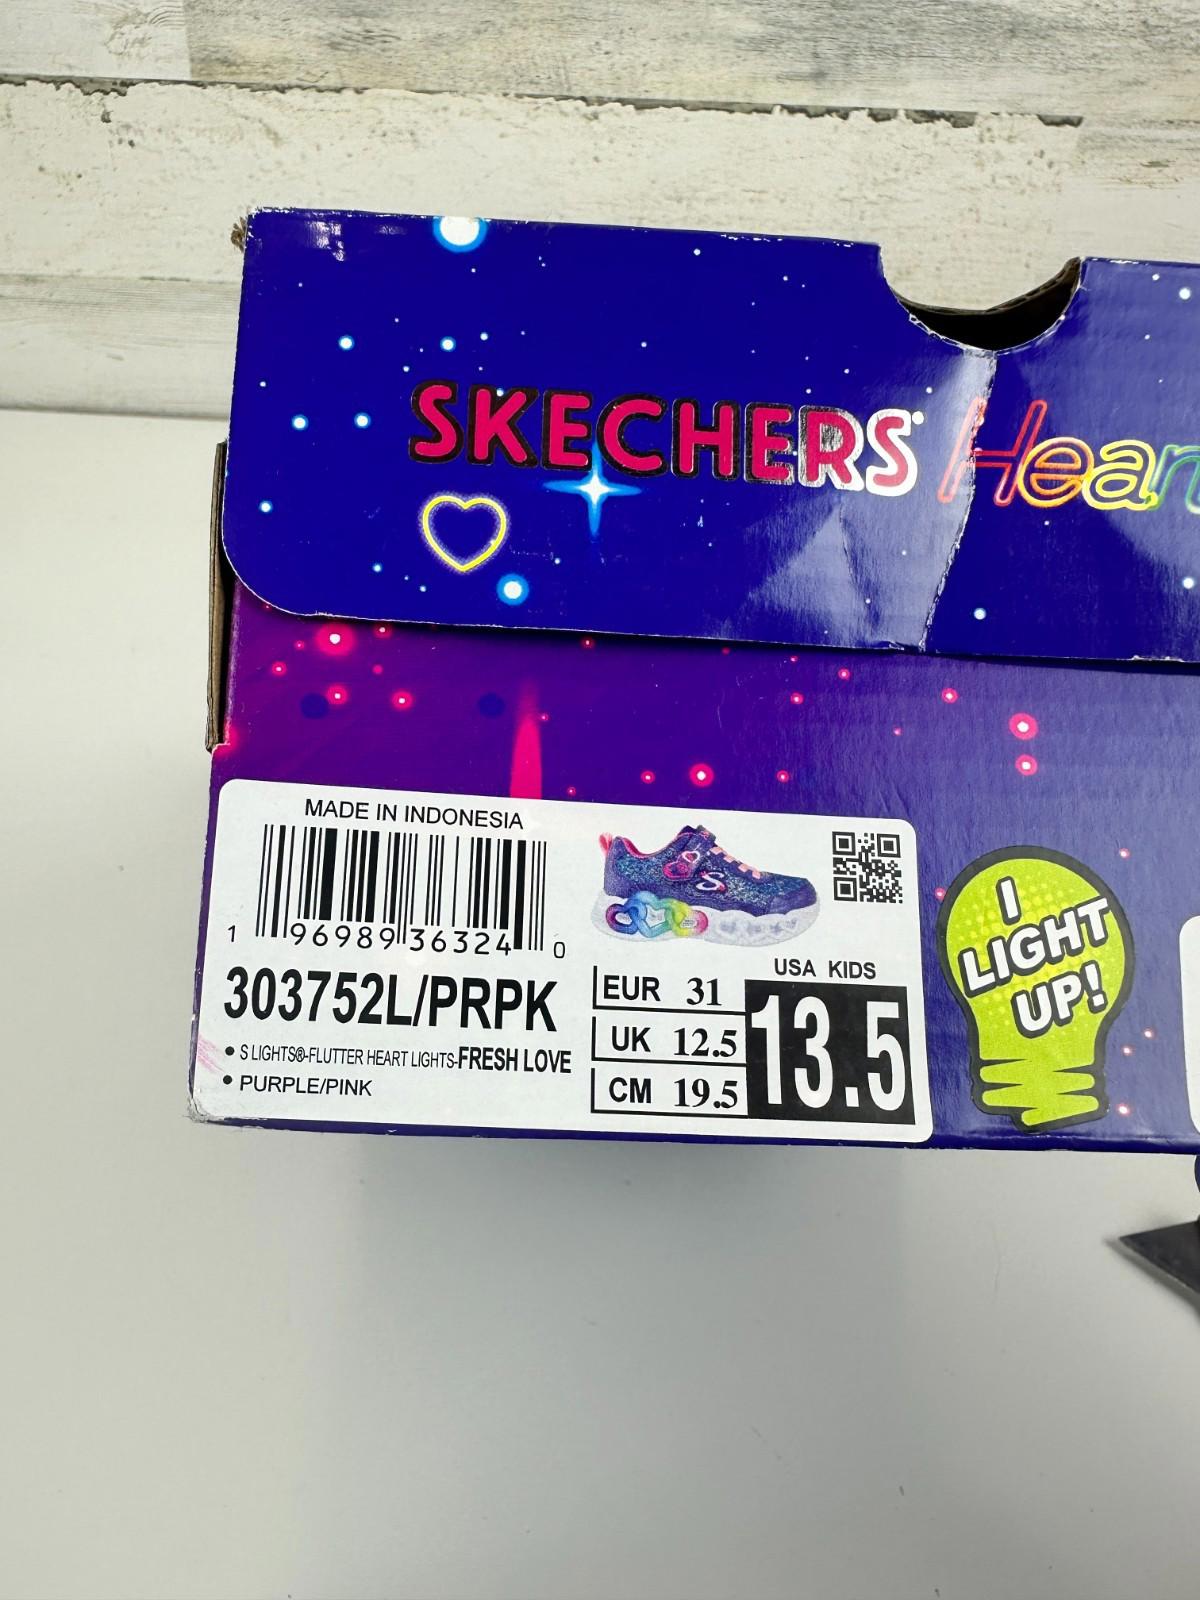 SKECHERS Hear
MADE IN INDONESIA
1 96989 36324 0
303752L/PRPK
• S LIGHTS®-FLUTTER HEART LIGHTS-FRESH LOVE
• PURPLE/PINK
USA KIDS
EUR 31
UK 12.5
CM 19.5
13.5
I
LIGHT
UP!